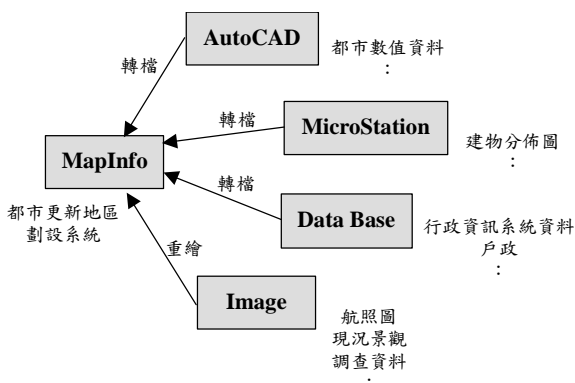 AutoCAD
都市數值資料
:
轉檔
轉檔
MicroStation
建物分佈圖
:
MapInfo
轉檔
都市更新地區
劃設系統
Data Base
行政資訊系統資料
戶政
:
重繪
Image
航照圖
現況景觀
調查資料
: